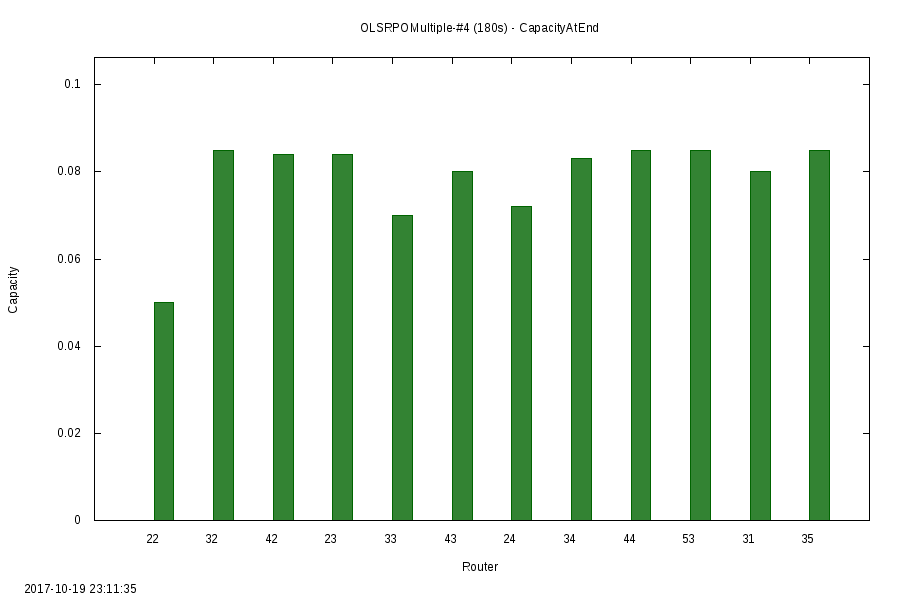 OLSRPOMultiple-#4 (180s) - CapacityAtEnd
0.1
0.08
0.06
0.04
0.02
0
Capacity
22 32 42 23 33 43 24 34 44 53 31 35
Router
2017-10-19 23:11:35